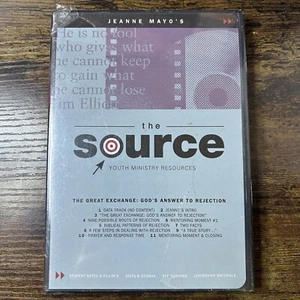 JEANNE MAYO'S
He is no fool
who gives what
he cannot keep
to gain what
he cannot lose
Jim Elliot
the
source
YOUTH MINISTRY RESOURCES
THE GREAT EXCHANGE: GOD'S ANSWER TO REJECTION
1 DATA TRACK (NO CONTENT) 2 JEANNE'S INTRO
3 "THE GREAT EXCHANGE: GOD'S ANSWER TO REJECTION"
4 NINE POSSIBLE ROOTS OF REJECTION 5 MENTORING MOMENT #1
6 BIBLICAL PATTERNS OF REJECTION 7 TWO FACTS
8 A FEW STEPS IN DEALING WITH REJECTION 9 "A TRUE STORY..."
10 PRAYER AND RESPONSE TIME 11 MENTORING MOMENT & CLOSING